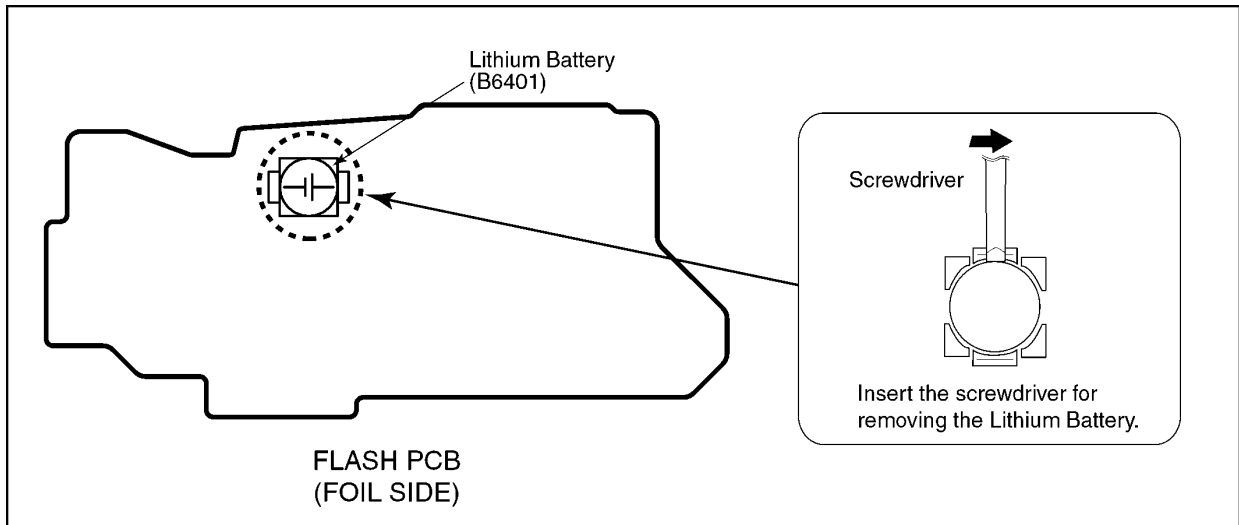 Lithium Battery
(B6401)
Screwdriver
Insert the screwdriver for
removing the Lithium Battery.
FLASH PCB
(FOIL SIDE)